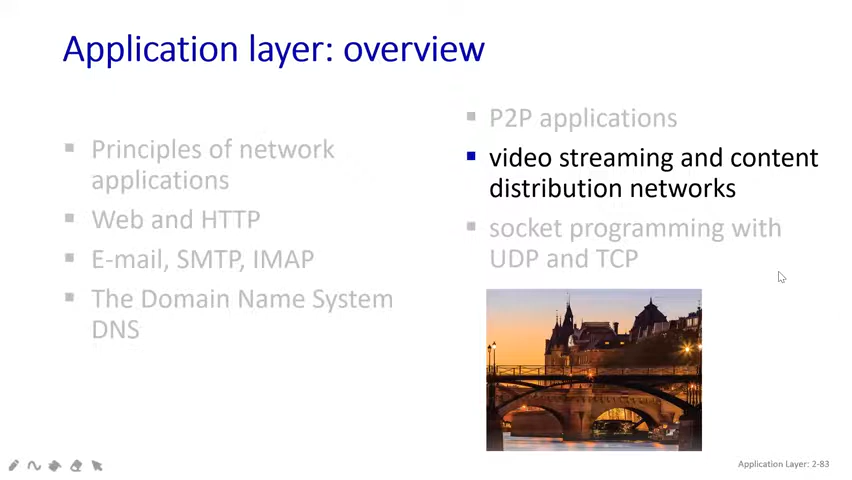 Application layer: overview
Principles of network
applications
Web and HTTP
E-mail, SMTP, IMAP
The Domain Name System
DNS
P2P applications
video streaming and content
distribution networks
socket programming with
UDP and TCP
Application Layer: 2-83